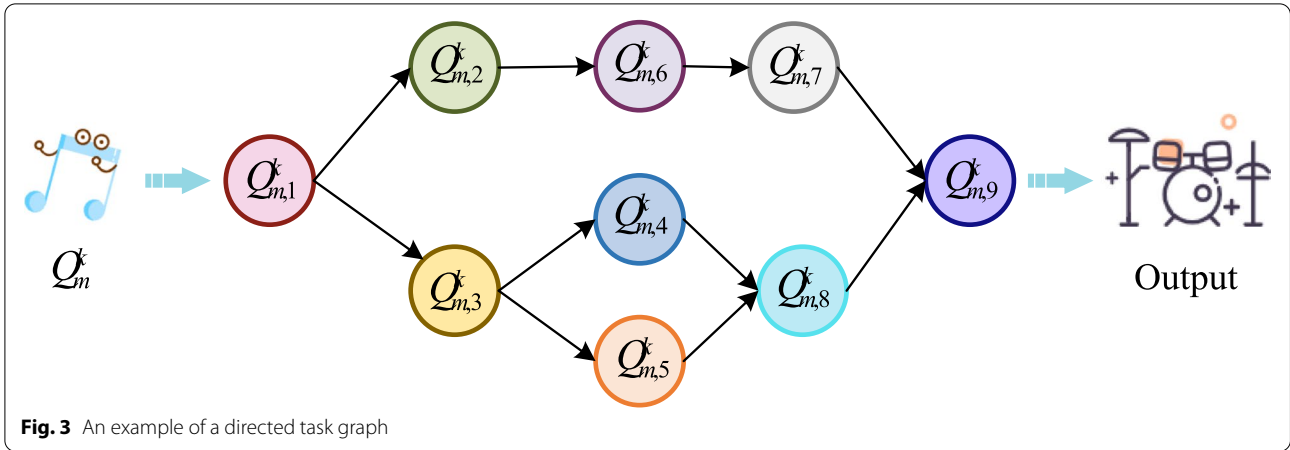 Q^k_{m,2}
Q^k_{m,6}
Q^k_{m,7}
Q^k_m
Q^k_{m,1}
Q^k_{m,4}
Q^k_{m,9}
Q^k_{m,3}
Q^k_{m,8}
Q^k_{m,5}
Output
Fig. 3 An example of a directed task graph